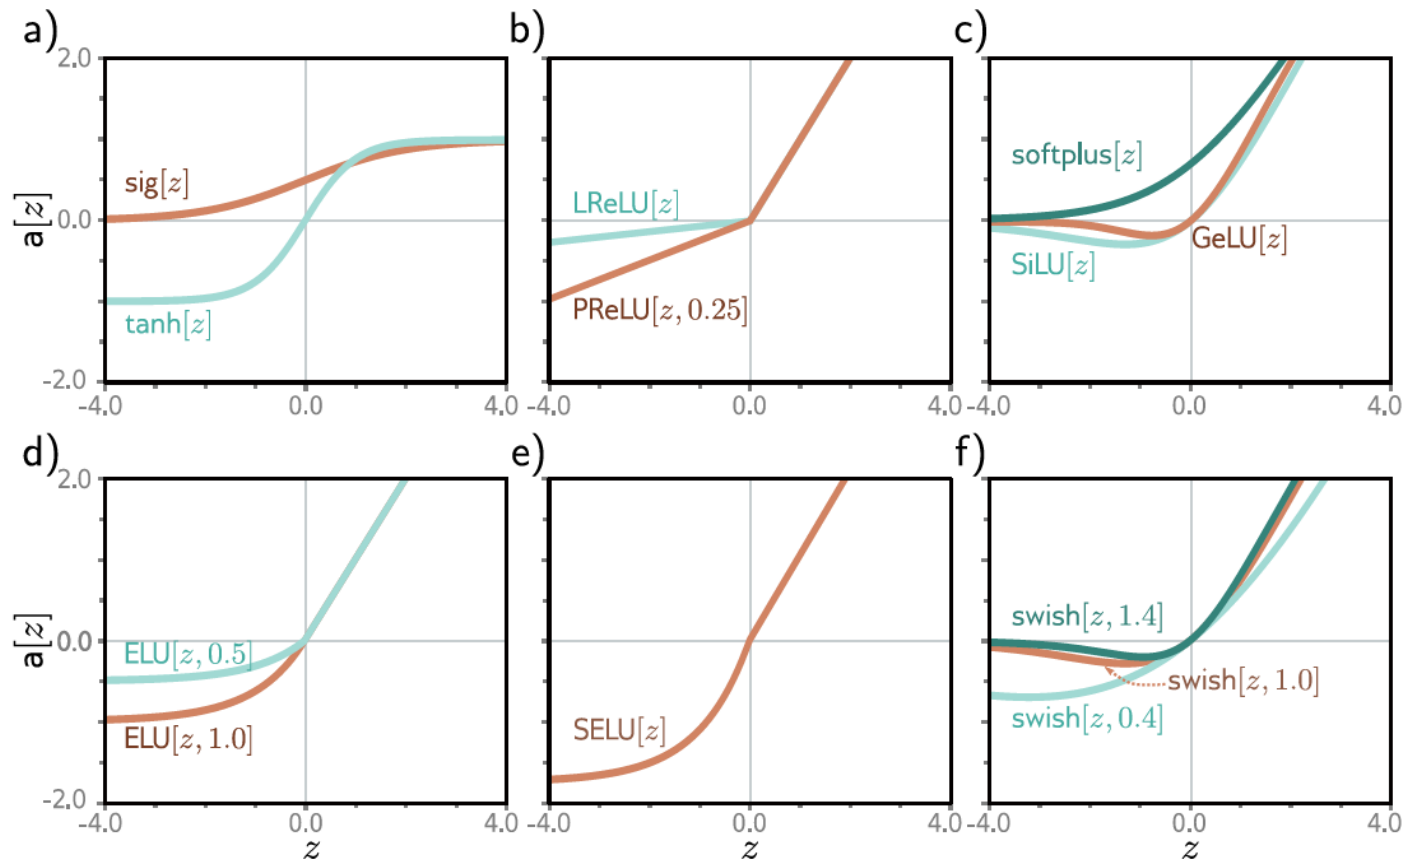 a) b) c)
2.0
a[z]
0.0
-2.0
sig[z]
tanh[z]
LReLU[z]
PReLU[z, 0.25]
softplus[z]
GeLU[z]
SiLU[z]
-4.0 0.0 4.0 -4.0 0.0 4.0 -4.0 0.0 4.0
d) e) f)
2.0
a[z]
0.0
-2.0
ELU[z, 0.5]
ELU[z, 1.0]
SELU[z]
swish[z, 1.4]
swish[z, 1.0]
swish[z, 0.4]
-4.0 0.0 4.0 -4.0 0.0 4.0 -4.0 0.0 4.0
z z z